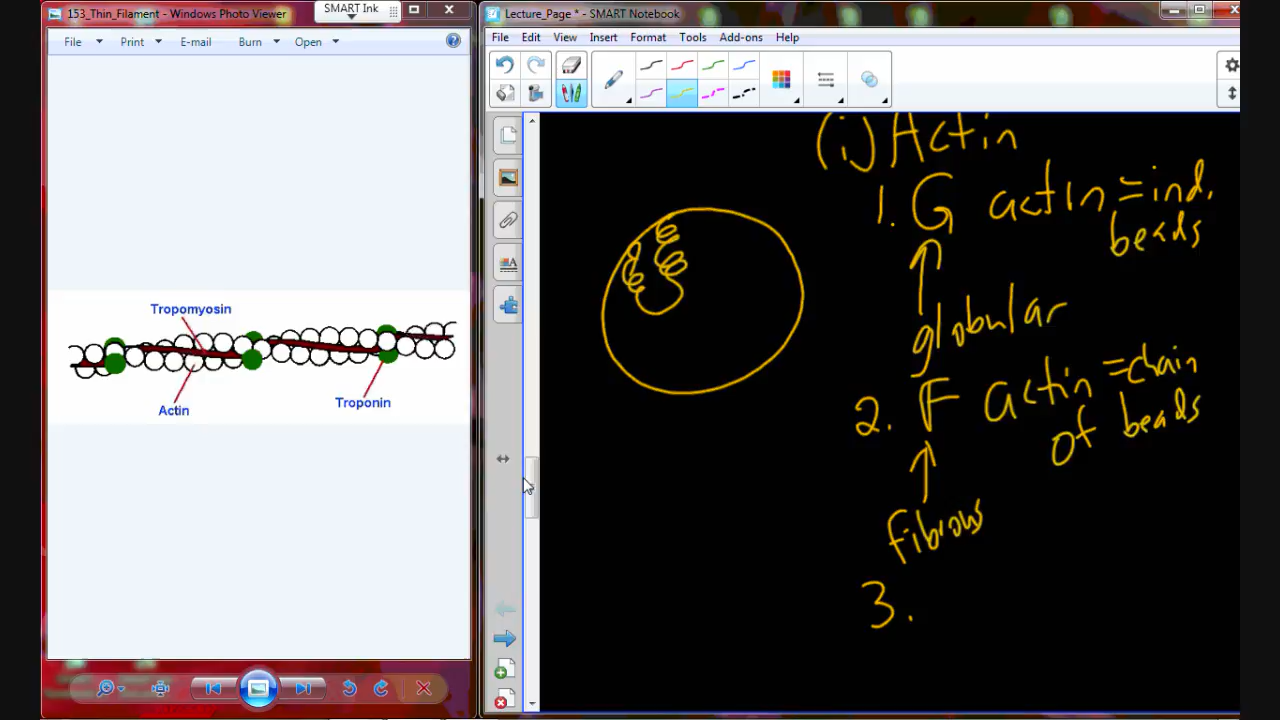 153_Thin_Filament - Windows Photo Viewer
SMART Ink
File Print E-mail Burn Open
Tropomyosin
Actin
Troponin
Lecture_Page * - SMART Notebook
File Edit View Insert Format Tools Add-ons Help
(i) Actin
1. G actin = ind.
beads
globular
2. F actin = chain
of beads
fibrous
3.